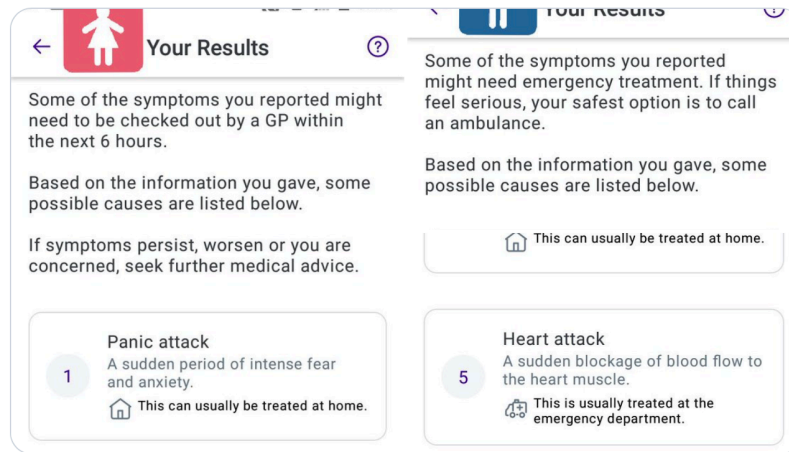 Your Results
?
Some of the symptoms you reported might
need to be checked out by a GP within
the next 6 hours.
Based on the information you gave, some
possible causes are listed below.
If symptoms persist, worsen or you are
concerned, seek further medical advice.
1
Panic attack
A sudden period of intense fear
and anxiety.
This can usually be treated at home.
Your Results
Some of the symptoms you reported
might need emergency treatment. If things
feel serious, your safest option is to call
an ambulance.
Based on the information you gave, some
possible causes are listed below.
This can usually be treated at home.
5
Heart attack
A sudden blockage of blood flow to
the heart muscle.
This is usually treated at the
emergency department.